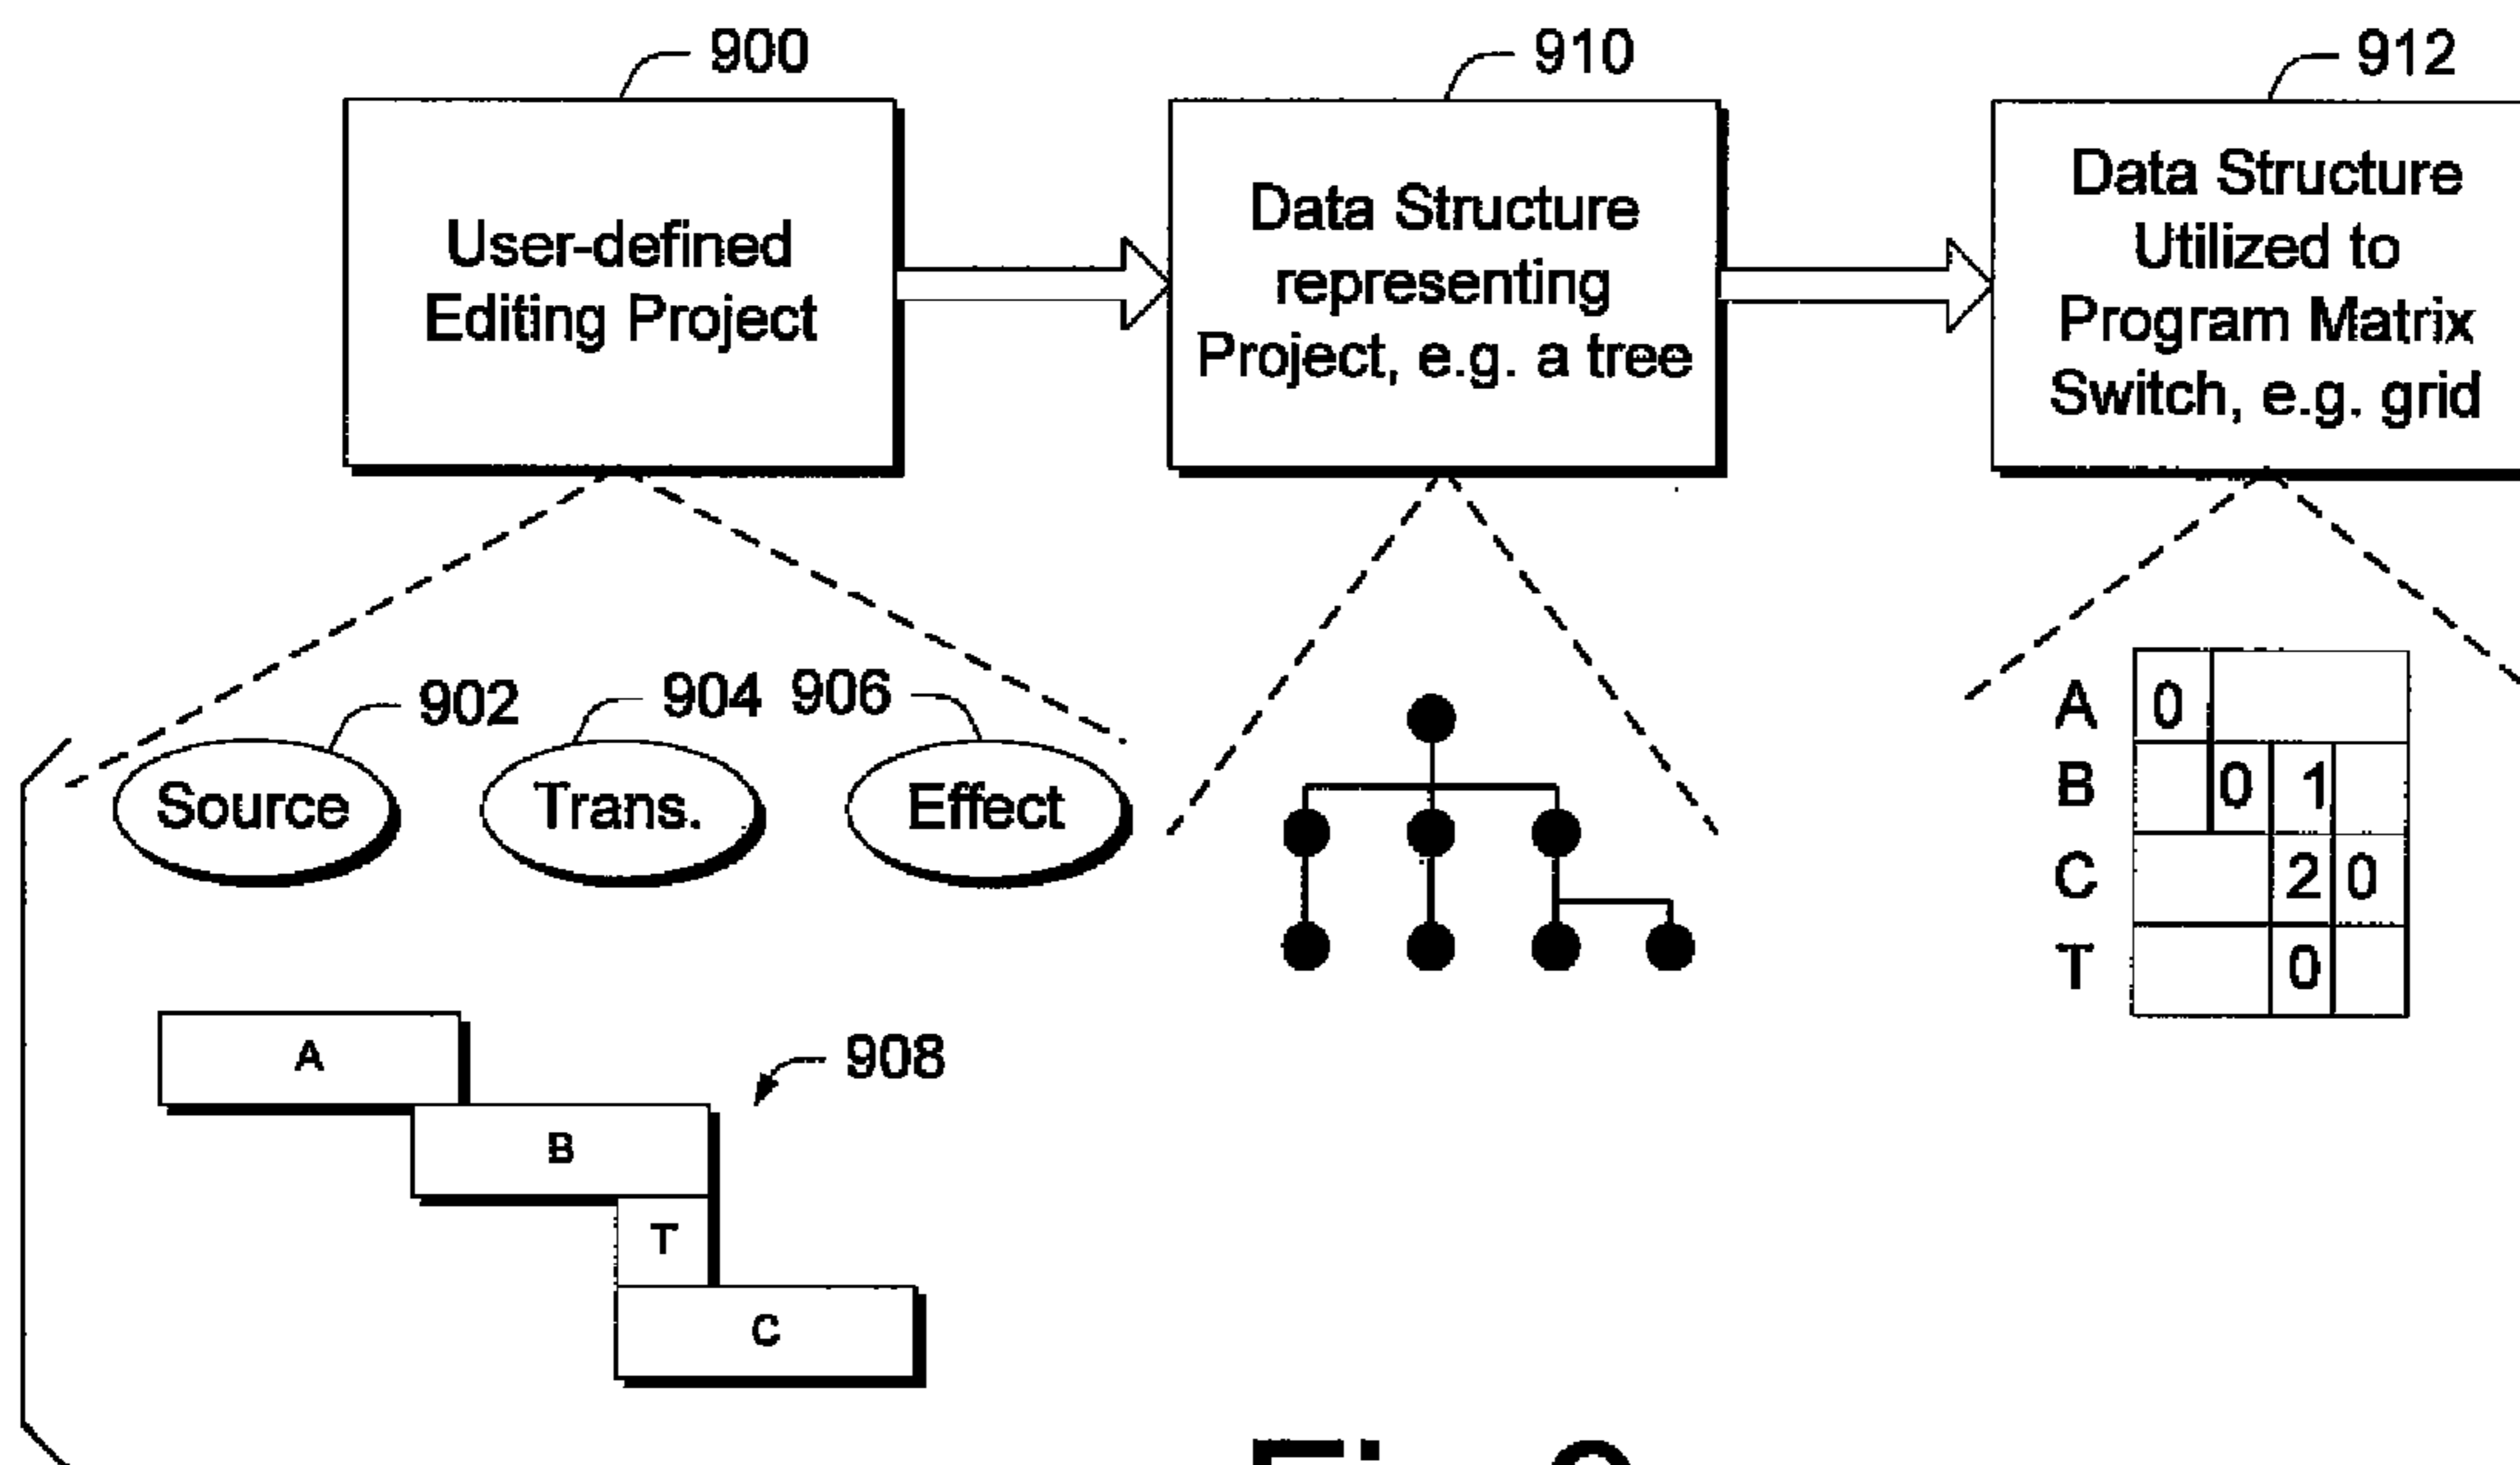 900
910
912
User-defined
Editing Project
Data Structure
representing
Project, e.g. a tree
Data Structure
Utilized to
Program Matrix
Switch, e.g. grid
902
904
906
Source
Trans.
Effect
A
B
T
C
908
A 0
B 0 1
C 2 0
T 0